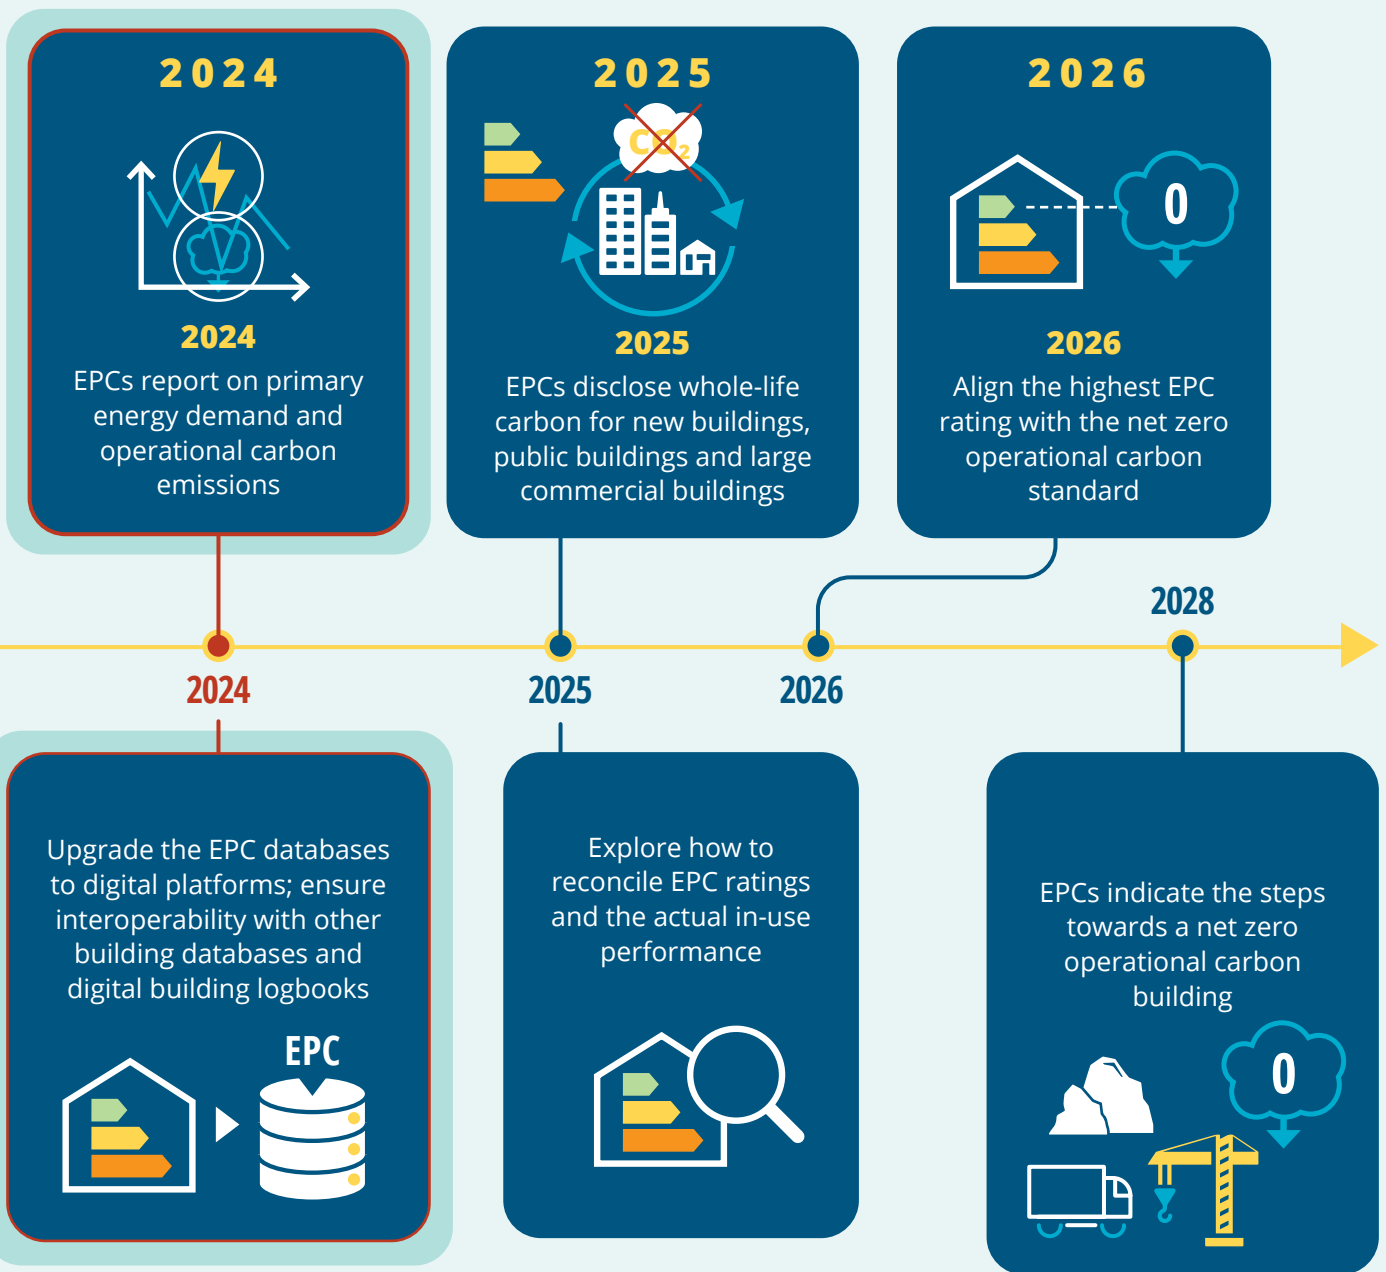 2024
2024
EPCs report on primary
energy demand and
operational carbon
emissions
2025
CO₂
2025
EPCs disclose whole-life
carbon for new buildings,
public buildings and large
commercial buildings
2026
0
2026
Align the highest EPC
rating with the net zero
operational carbon
standard
2024
2025
2026
2028
Upgrade the EPC databases
to digital platforms; ensure
interoperability with other
building databases and
digital building logbooks
EPC
Explore how to
reconcile EPC ratings
and the actual in-use
performance
EPCs indicate the steps
towards a net zero
operational carbon
building
0